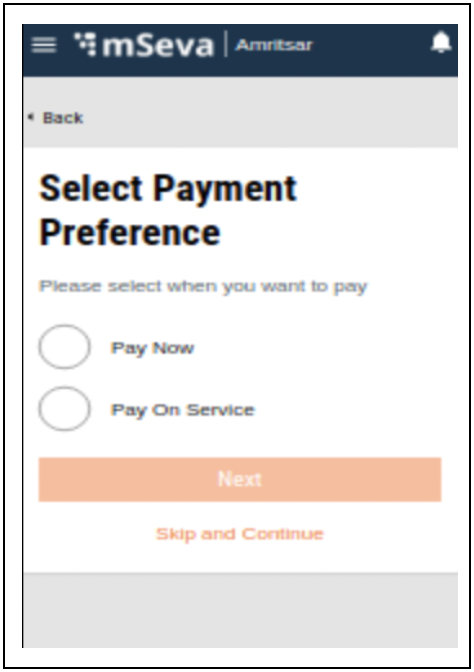 mSeva | Amritsar
Back
Select Payment
Preference
Please select when you want to pay
Pay Now
Pay On Service
Next
Skip and Continue